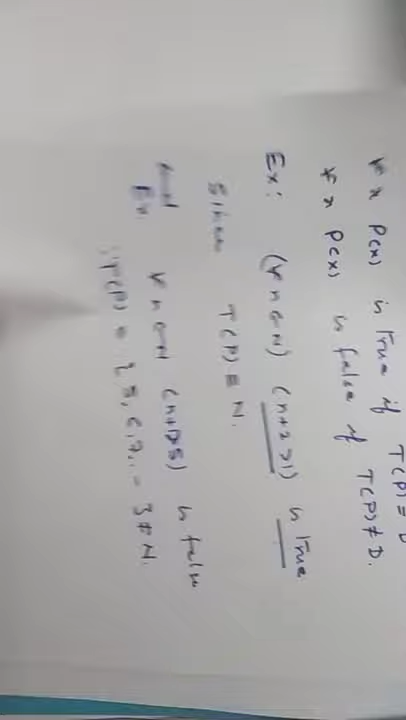 ∀ x P(x) is true if T(P) = D
∀ x P(x) is false if T(P) ≠ D.
Ex: (∀ n ∈ N) (n+2 > 1) is true
Since T(P) = N.
Ex ∀ n ∈ N (n+1 > 5) is false
∵ T(P) = { 5, 6, 7, - } ≠ N.